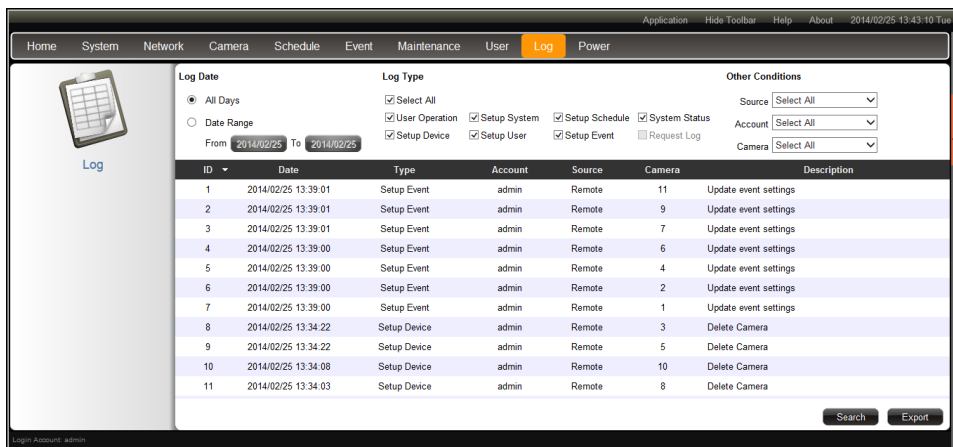 Application Hide Toolbar Help About 2014/02/25 13:43:10 Tue
Home System Network Camera Schedule Event Maintenance User Log Power
Log
Log Date Log Type Other Conditions
All Days Select All Source Select All
Date Range User Operation Setup System Setup Schedule System Status Account Select All
From 2014/02/25 To 2014/02/25 Setup Device Setup User Setup Event Request Log Camera Select All
ID Date Type Account Source Camera Description
1 2014/02/25 13:39:01 Setup Event admin Remote 11 Update event settings
2 2014/02/25 13:39:01 Setup Event admin Remote 9 Update event settings
3 2014/02/25 13:39:01 Setup Event admin Remote 7 Update event settings
4 2014/02/25 13:39:00 Setup Event admin Remote 6 Update event settings
5 2014/02/25 13:39:00 Setup Event admin Remote 4 Update event settings
6 2014/02/25 13:39:00 Setup Event admin Remote 2 Update event settings
7 2014/02/25 13:39:00 Setup Event admin Remote 1 Update event settings
8 2014/02/25 13:34:22 Setup Device admin Remote 3 Delete Camera
9 2014/02/25 13:34:22 Setup Device admin Remote 5 Delete Camera
10 2014/02/25 13:34:08 Setup Device admin Remote 10 Delete Camera
11 2014/02/25 13:34:03 Setup Device admin Remote 8 Delete Camera
Search Export
Login Account: admin